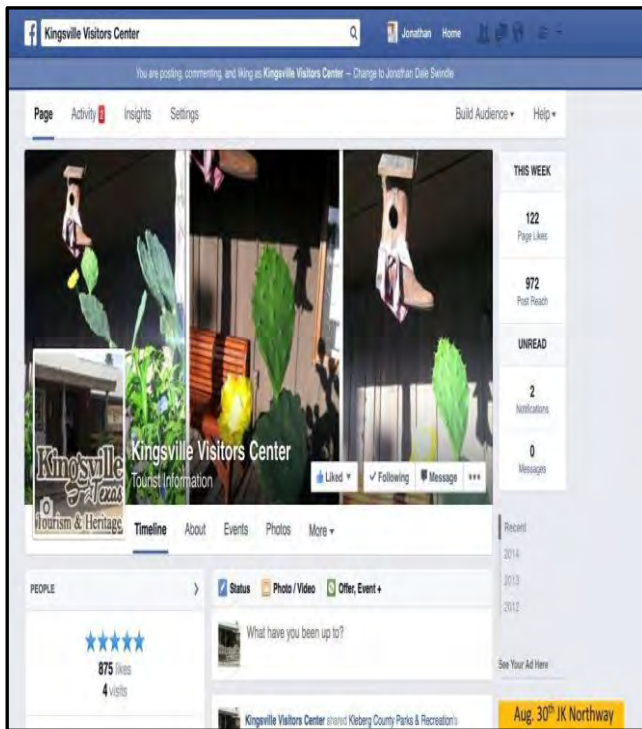 Kingsville Visitors Center
Jonathan Home
You are posting, commenting, and liking as Kingsville Visitors Center – Change to Jonathan Dale Swindle
Page Activity Insights Settings Build Audience Help
THIS WEEK
122
Page Likes
972
Post Reach
UNREAD
2
Notifications
0
Messages
Recent
2014
2013
2012
See Your Ad Here
Kingsville
Texas
Tourism & Heritage
Kingsville Visitors Center
Tourist Information
Liked Following Message
Timeline About Events Photos More
PEOPLE
875 likes
4 visits
Status Photo / Video Offer, Event +
What have you been up to?
Kingsville Visitors Center shared Kleberg County Parks & Recreation's
Aug. 30th JK Northway